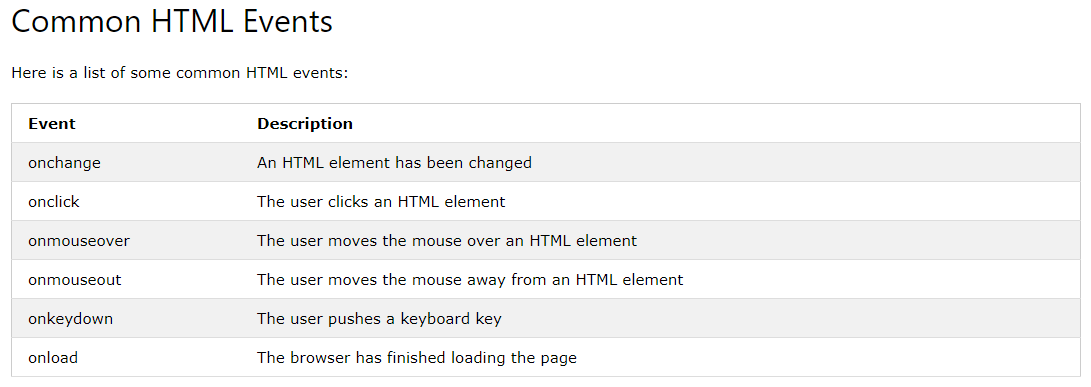 Common HTML Events
Here is a list of some common HTML events:
Event Description
onchange An HTML element has been changed
onclick The user clicks an HTML element
onmouseover The user moves the mouse over an HTML element
onmouseout The user moves the mouse away from an HTML element
onkeydown The user pushes a keyboard key
onload The browser has finished loading the page